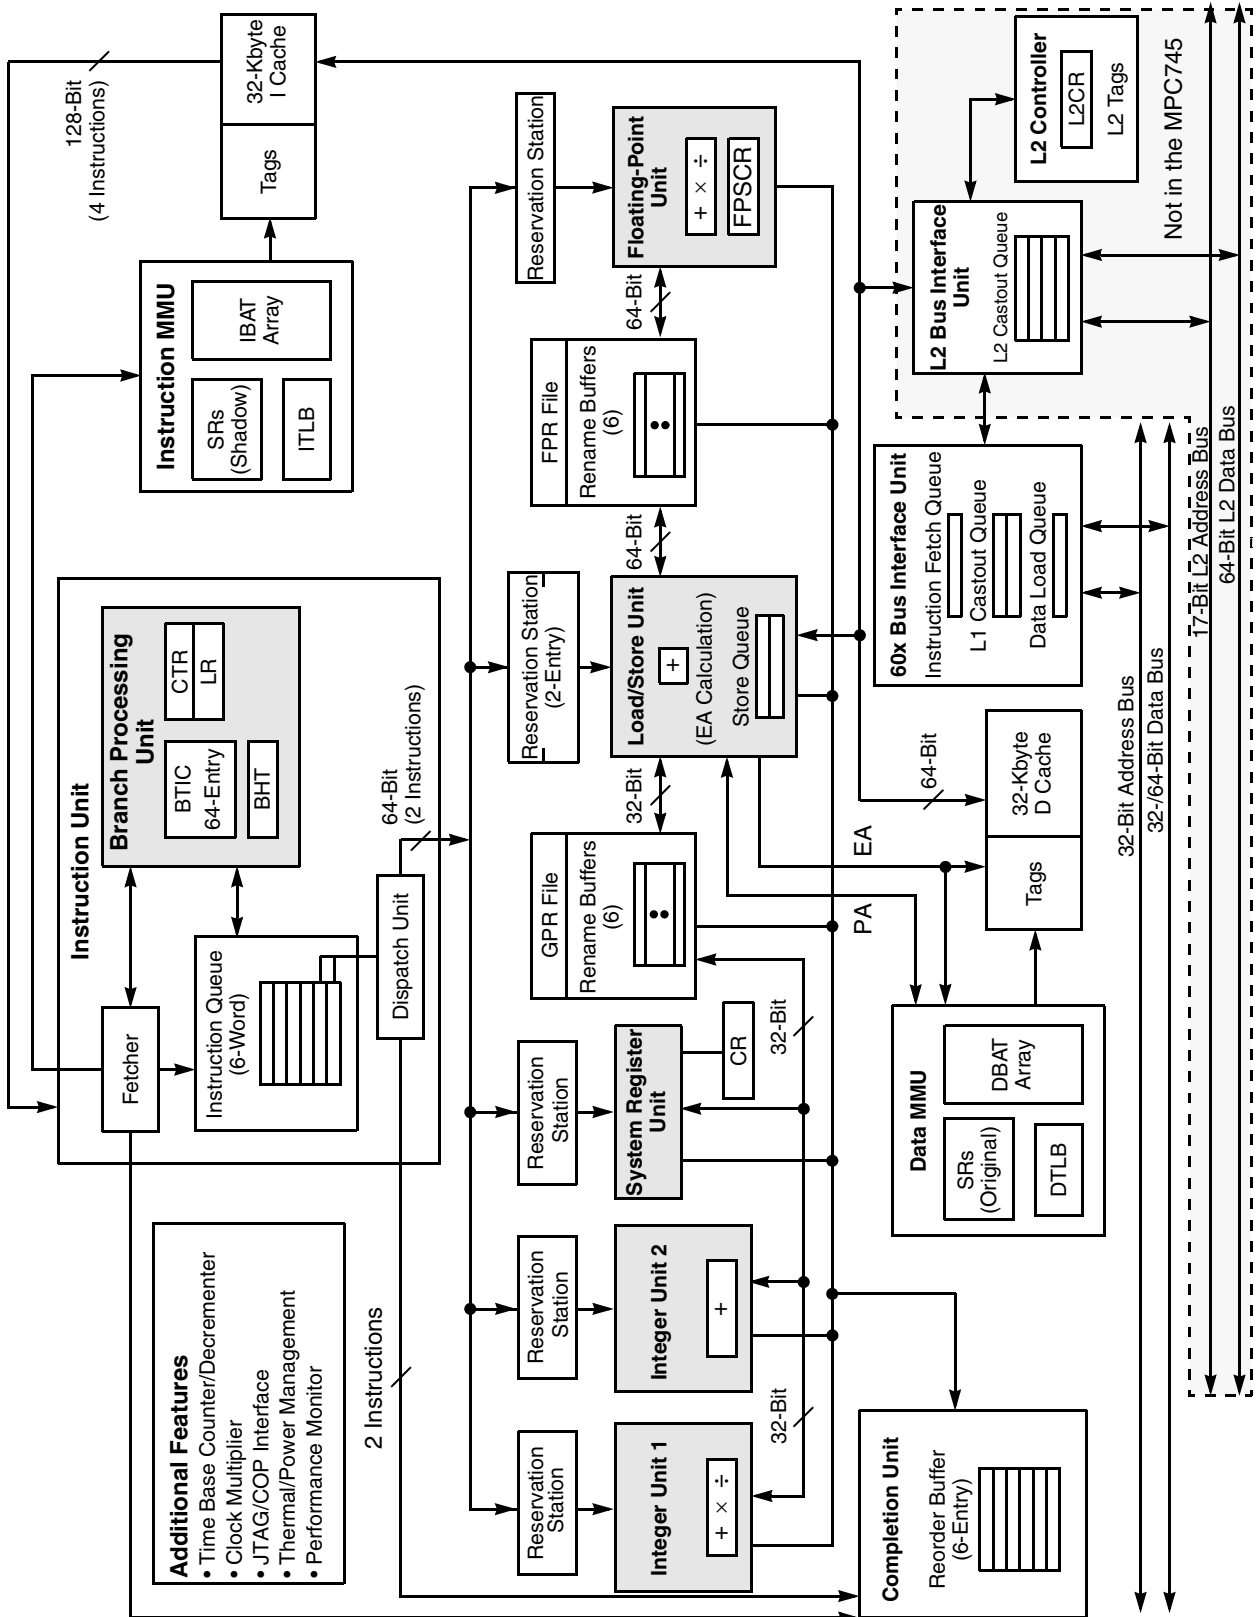 Additional Features
• Time Base Counter/Decrementer
• Clock Multiplier
• JTAG/COP Interface
• Thermal/Power Management
• Performance Monitor
2 Instructions
Instruction Unit
Fetcher
Branch Processing
Unit
BTIC
64-Entry
CTR
LR
BHT
Instruction Queue
(6-Word)
Dispatch Unit
64-Bit
(2 Instructions)
128-Bit
(4 Instructions)
Instruction MMU
SRs
(Shadow)
IBAT
Array
ITLB
Tags
32-Kbyte
I Cache
Reservation
Station
Reservation
Station
Reservation
Station
Reservation Station
(2-Entry)
Reservation Station
Integer Unit 1
+ × ÷
Integer Unit 2
+
System Register
Unit
CR
GPR File
Rename Buffers
(6)
32-Bit
Load/Store Unit
+
(EA Calculation)
Store Queue
64-Bit
FPR File
Rename Buffers
(6)
64-Bit
Floating-Point
Unit
+ × ÷
FPSCR
32-Bit
32-Bit
PA
EA
64-Bit
Completion Unit
Reorder Buffer
(6-Entry)
Data MMU
SRs
(Original)
DBAT
Array
DTLB
Tags
32-Kbyte
D Cache
60x Bus Interface Unit
Instruction Fetch Queue
L1 Castout Queue
Data Load Queue
L2 Bus Interface
Unit
L2 Castout Queue
L2 Controller
L2CR
L2 Tags
Not in the MPC745
32-Bit Address Bus
32-/64-Bit Data Bus
17-Bit L2 Address Bus
64-Bit L2 Data Bus